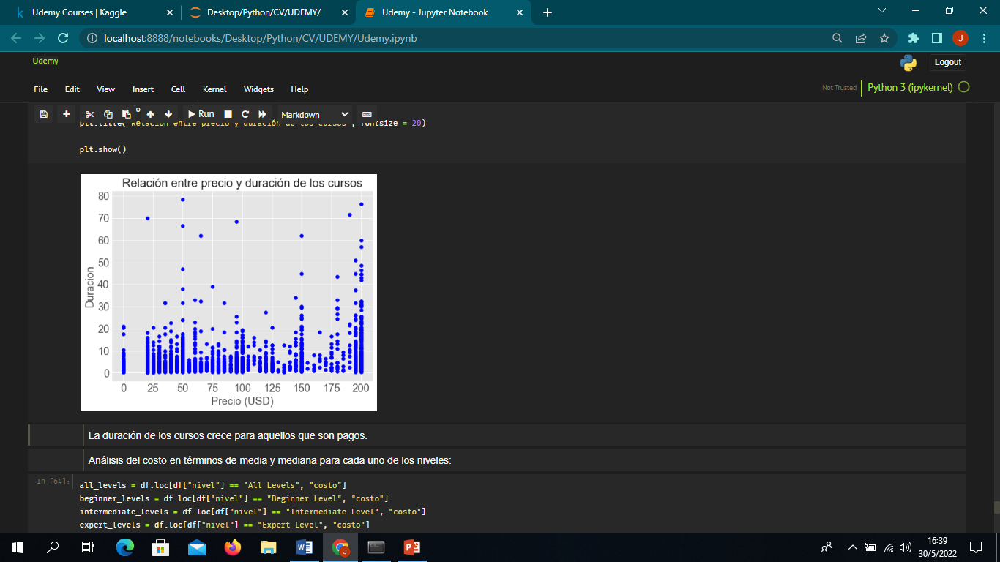 Udemy Courses | Kaggle
Desktop/Python/CV/UDEMY/
Udemy - Jupyter Notebook
localhost:8888/notebooks/Desktop/Python/CV/UDEMY/Udemy.ipynb
J
Udemy
Logout
File Edit View Insert Cell Kernel Widgets Help
Not Trusted
Python 3 (ipykernel)
Run
Markdown
plt.title("Relación entre precio y duración de los cursos", fontsize = 20)
plt.show()
Relación entre precio y duración de los cursos
80
70
60
50
40
30
20
10
0
Duracion
0 25 50 75 100 125 150 175 200
Precio (USD)
La duración de los cursos crece para aquellos que son pagos.
Análisis del costo en términos de media y mediana para cada uno de los niveles:
In [64]:
all_levels = df.loc[df["nivel"] == "All Levels", "costo"]
beginner_levels = df.loc[df["nivel"] == "Beginner Level", "costo"]
intermediate_levels = df.loc[df["nivel"] == "Intermediate Level", "costo"]
expert_levels = df.loc[df["nivel"] == "Expert Level", "costo"]
16:39
30/5/2022